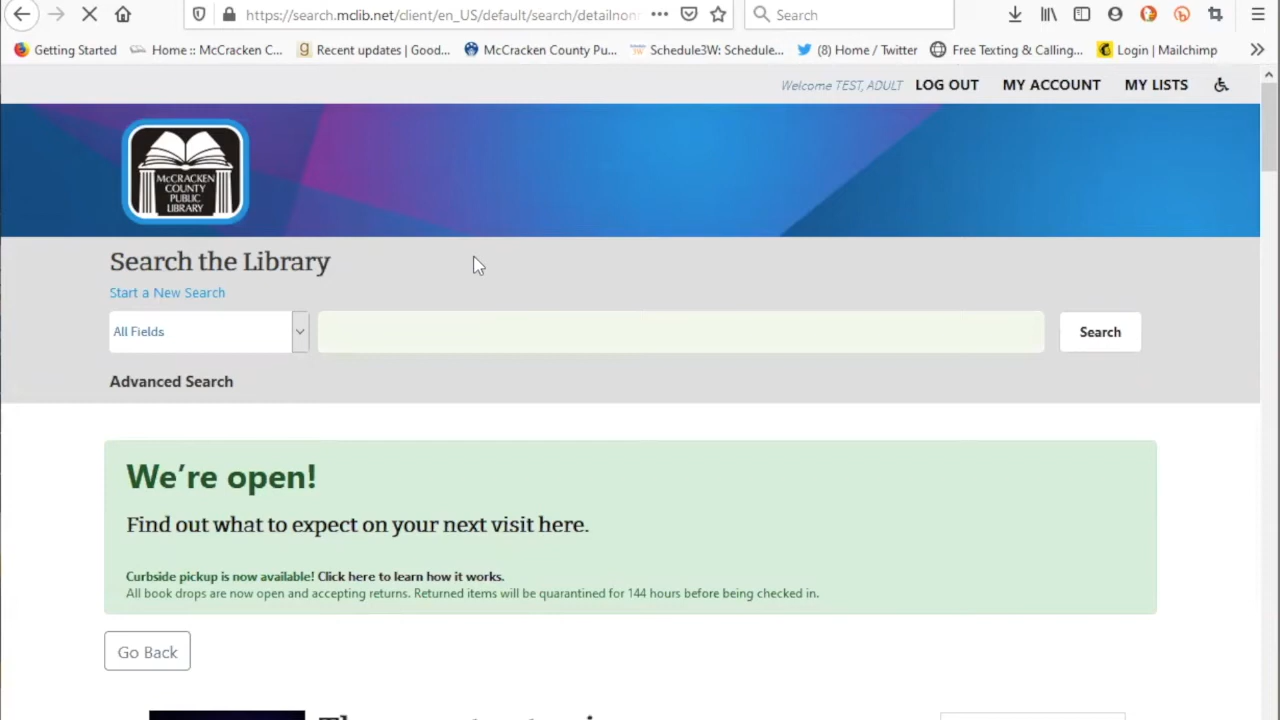 https://search.mclib.net/client/en_US/default/search/detailnon
Search
Getting Started
Home :: McCracken C...
Recent updates | Good...
McCracken County Pu...
Schedule3W: Schedule...
(8) Home / Twitter
Free Texting & Calling...
Login | Mailchimp
Welcome TEST, ADULT LOG OUT MY ACCOUNT MY LISTS
McCRACKEN
COUNTY
PUBLIC
LIBRARY
Search the Library
Start a New Search
All Fields
Search
Advanced Search
We're open!
Find out what to expect on your next visit here.
Curbside pickup is now available! Click here to learn how it works.
All book drops are now open and accepting returns. Returned items will be quarantined for 144 hours before being checked in.
Go Back